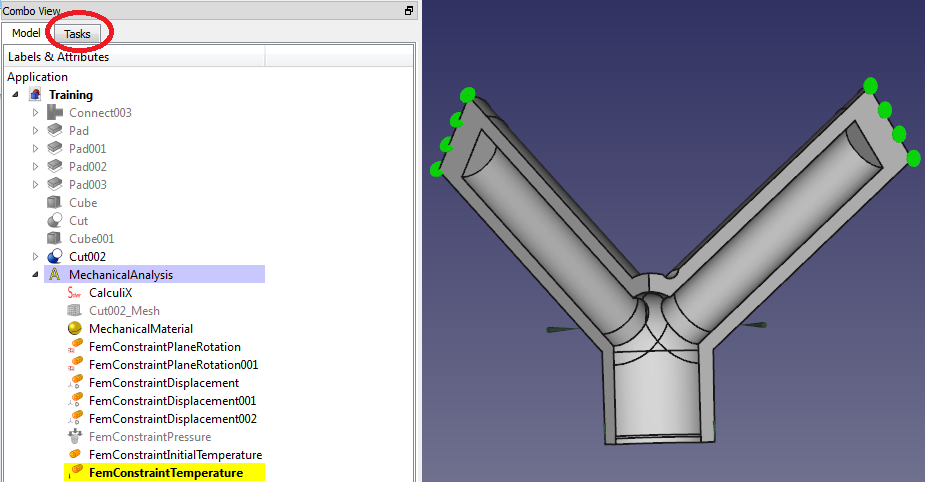 Combo View
Model Tasks
Labels & Attributes
Application
Training
Connect003
Pad
Pad001
Pad002
Pad003
Cube
Cut
Cube001
Cut002
MechanicalAnalysis
CalculiX
Cut002_Mesh
MechanicalMaterial
FemConstraintPlaneRotation
FemConstraintPlaneRotation001
FemConstraintDisplacement
FemConstraintDisplacement001
FemConstraintDisplacement002
FemConstraintPressure
FemConstraintInitialTemperature
FemConstraintTemperature